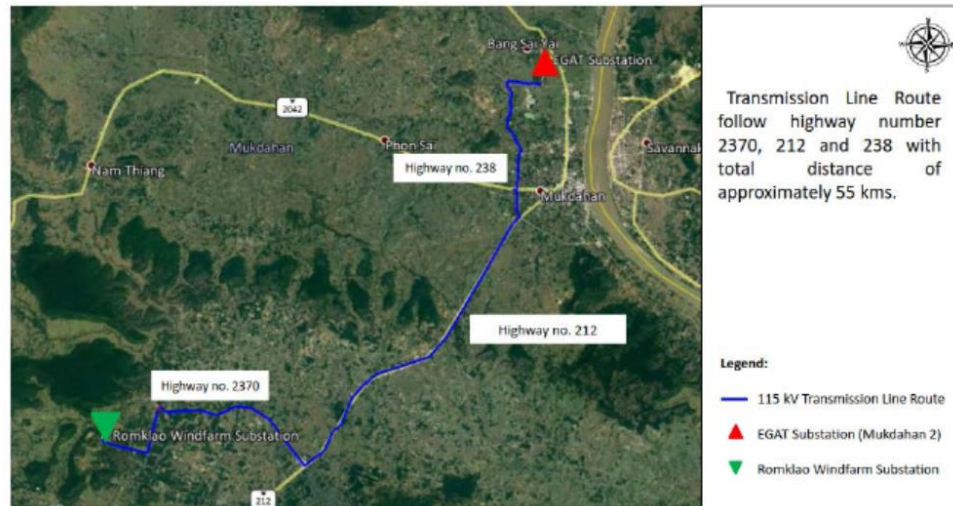 Bang Sai Yai
EGAT Substation
2042
Mukdahan
Phon Sai
Nam Thiang
Highway no. 238
Savannak
Mukdahan
Highway no. 212
Highway no. 2370
Romklao Windfarm Substation
212
Transmission Line Route
follow highway number
2370, 212 and 238 with
total distance of
approximately 55 kms.
Legend:
115 kV Transmission Line Route
EGAT Substation (Mukdahan 2)
Romklao Windfarm Substation